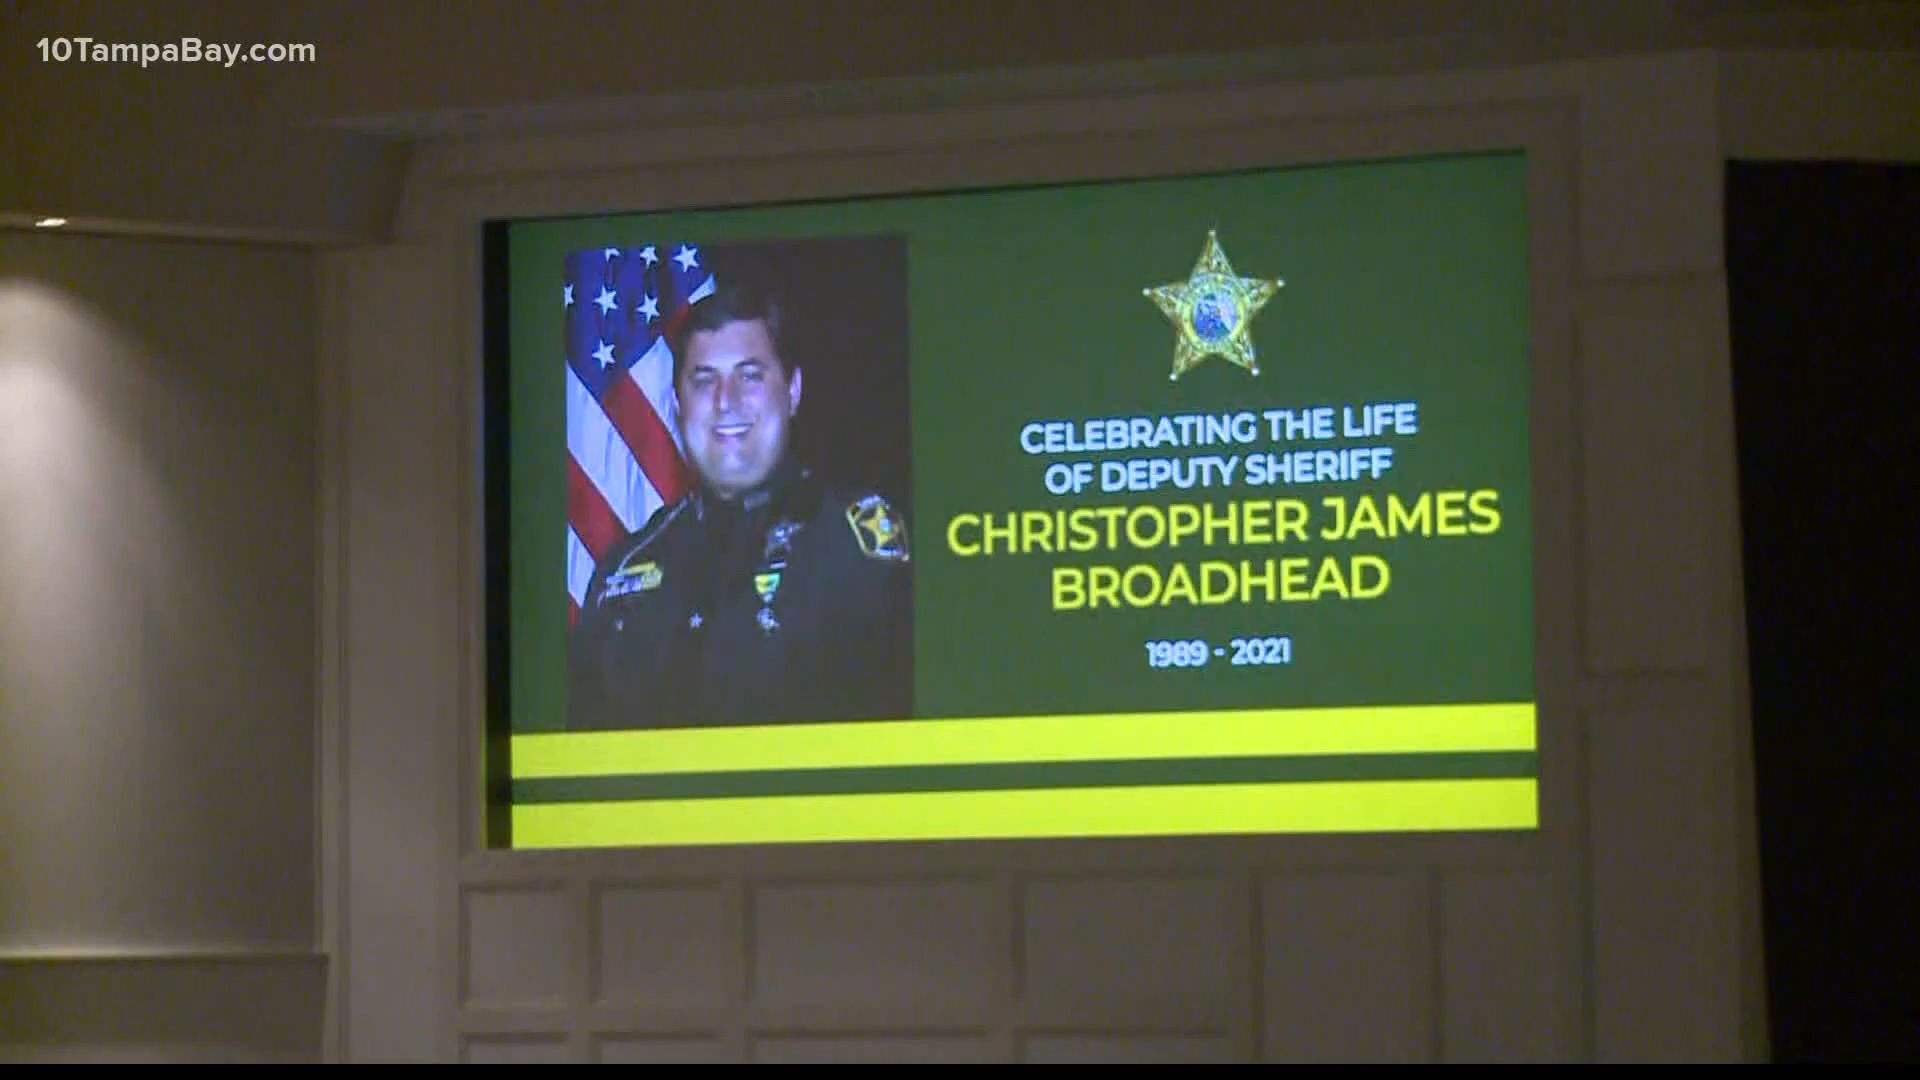 10TampaBay.com
CELEBRATING THE LIFE
OF DEPUTY SHERIFF
CHRISTOPHER JAMES
BROADHEAD
1989 - 2021